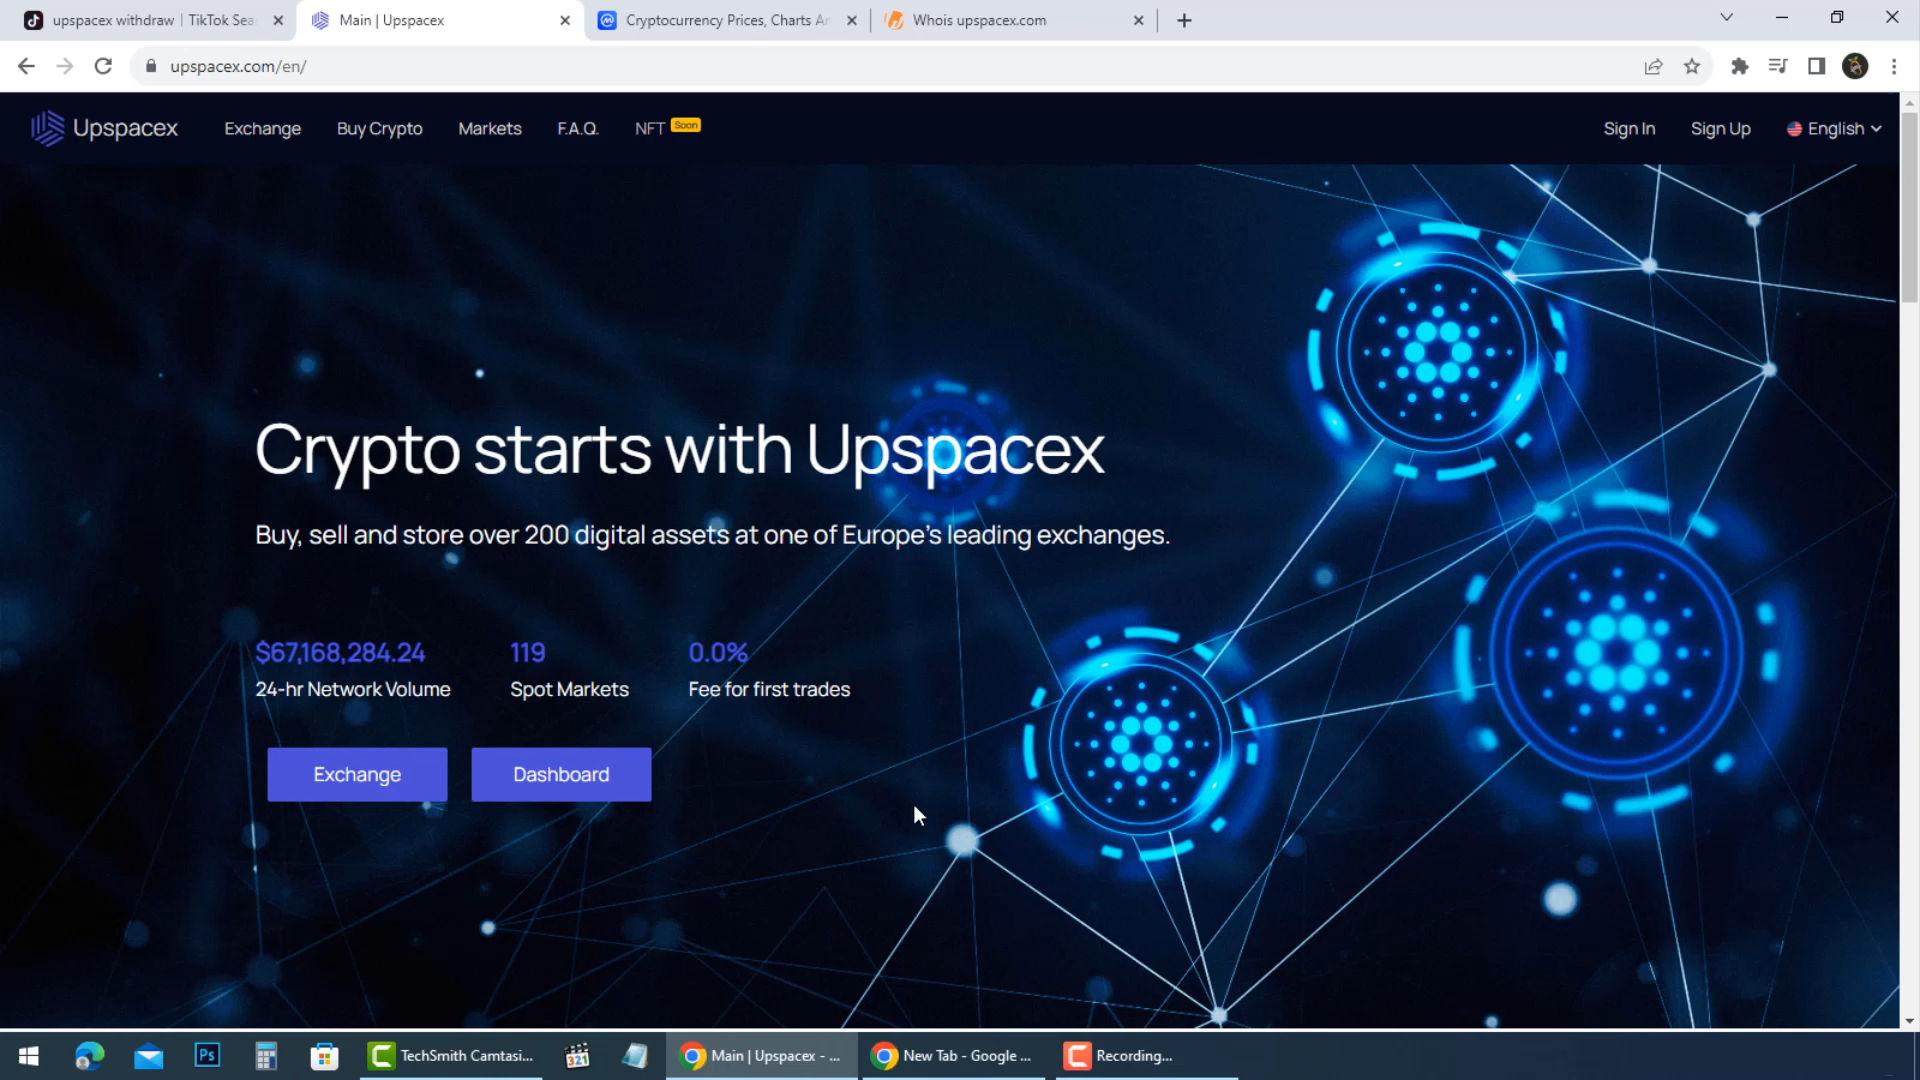 upspacex withdraw | TikTok Sea
Main | Upspacex
Cryptocurrency Prices, Charts Ar
Whois upspacex.com
upspacex.com/en/
Upspacex
Exchange
Buy Crypto
Markets
F.A.Q.
NFT
Soon
Sign In
Sign Up
English
Crypto starts with Upspacex
Buy, sell and store over 200 digital assets at one of Europe's leading exchanges.
$67,168,284.24
119
0.0%
24-hr Network Volume
Spot Markets
Fee for first trades
Exchange
Dashboard
Ps
C
TechSmith Camtasi...
321
Main | Upspacex - ...
New Tab - Google ...
C
Recording...